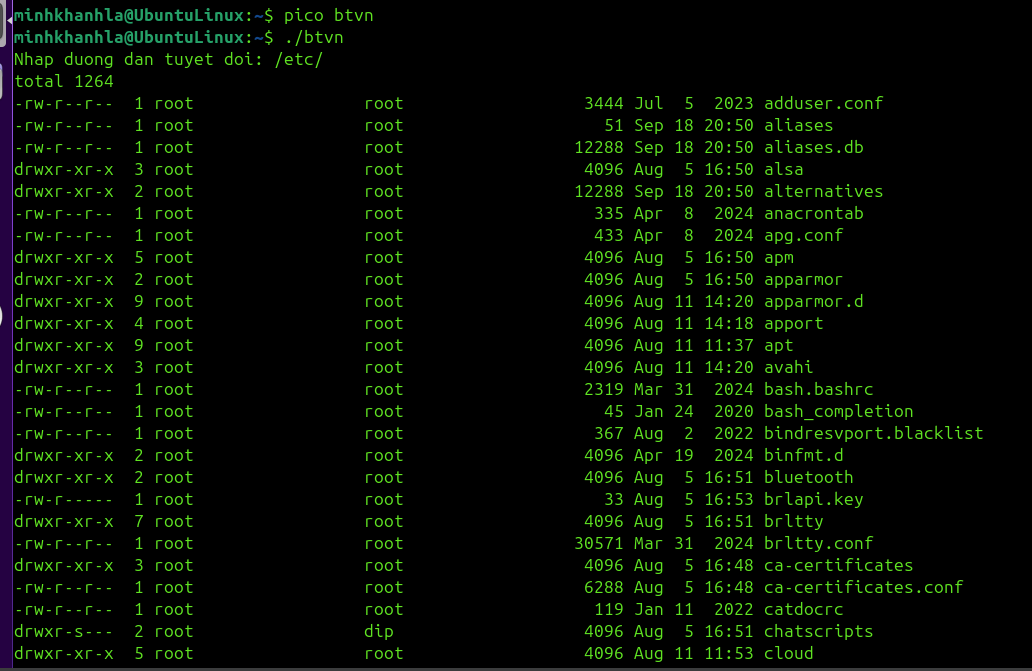 minhkhanhla@UbuntuLinux:~$ pico btvn
minhkhanhla@UbuntuLinux:~$ ./btvn
Nhap duong dan tuyet doi: /etc/
total 1264
-rw-r--r--  1 root                 root                  3444 Jul  5  2023 adduser.conf
-rw-r--r--  1 root                 root                    51 Sep 18 20:50 aliases
-rw-r--r--  1 root                 root                 12288 Sep 18 20:50 aliases.db
drwxr-xr-x  3 root                 root                  4096 Aug  5 16:50 alsa
drwxr-xr-x  2 root                 root                 12288 Sep 18 20:50 alternatives
-rw-r--r--  1 root                 root                   335 Apr  8  2024 anacrontab
-rw-r--r--  1 root                 root                   433 Apr  8  2024 apg.conf
drwxr-xr-x  5 root                 root                  4096 Aug  5 16:50 apm
drwxr-xr-x  2 root                 root                  4096 Aug  5 16:50 apparmor
drwxr-xr-x  9 root                 root                  4096 Aug 11 14:20 apparmor.d
drwxr-xr-x  4 root                 root                  4096 Aug 11 14:18 apport
drwxr-xr-x  9 root                 root                  4096 Aug 11 11:37 apt
drwxr-xr-x  3 root                 root                  4096 Aug 11 14:20 avahi
-rw-r--r--  1 root                 root                  2319 Mar 31  2024 bash.bashrc
-rw-r--r--  1 root                 root                    45 Jan 24  2020 bash_completion
-rw-r--r--  1 root                 root                   367 Aug  2  2022 bindresvport.blacklist
drwxr-xr-x  2 root                 root                  4096 Apr 19  2024 binfmt.d
drwxr-xr-x  2 root                 root                  4096 Aug  5 16:51 bluetooth
-rw-r-----  1 root                 root                    33 Aug  5 16:53 brlapi.key
drwxr-xr-x  7 root                 root                  4096 Aug  5 16:51 brltty
-rw-r--r--  1 root                 root                 30571 Mar 31  2024 brltty.conf
drwxr-xr-x  3 root                 root                  4096 Aug  5 16:48 ca-certificates
-rw-r--r--  1 root                 root                  6288 Aug  5 16:48 ca-certificates.conf
-rw-r--r--  1 root                 root                   119 Jan 11  2022 catdocrc
drwxr-s---  2 root                 dip                   4096 Aug  5 16:51 chatscripts
drwxr-xr-x  5 root                 root                  4096 Aug 11 11:53 cloud